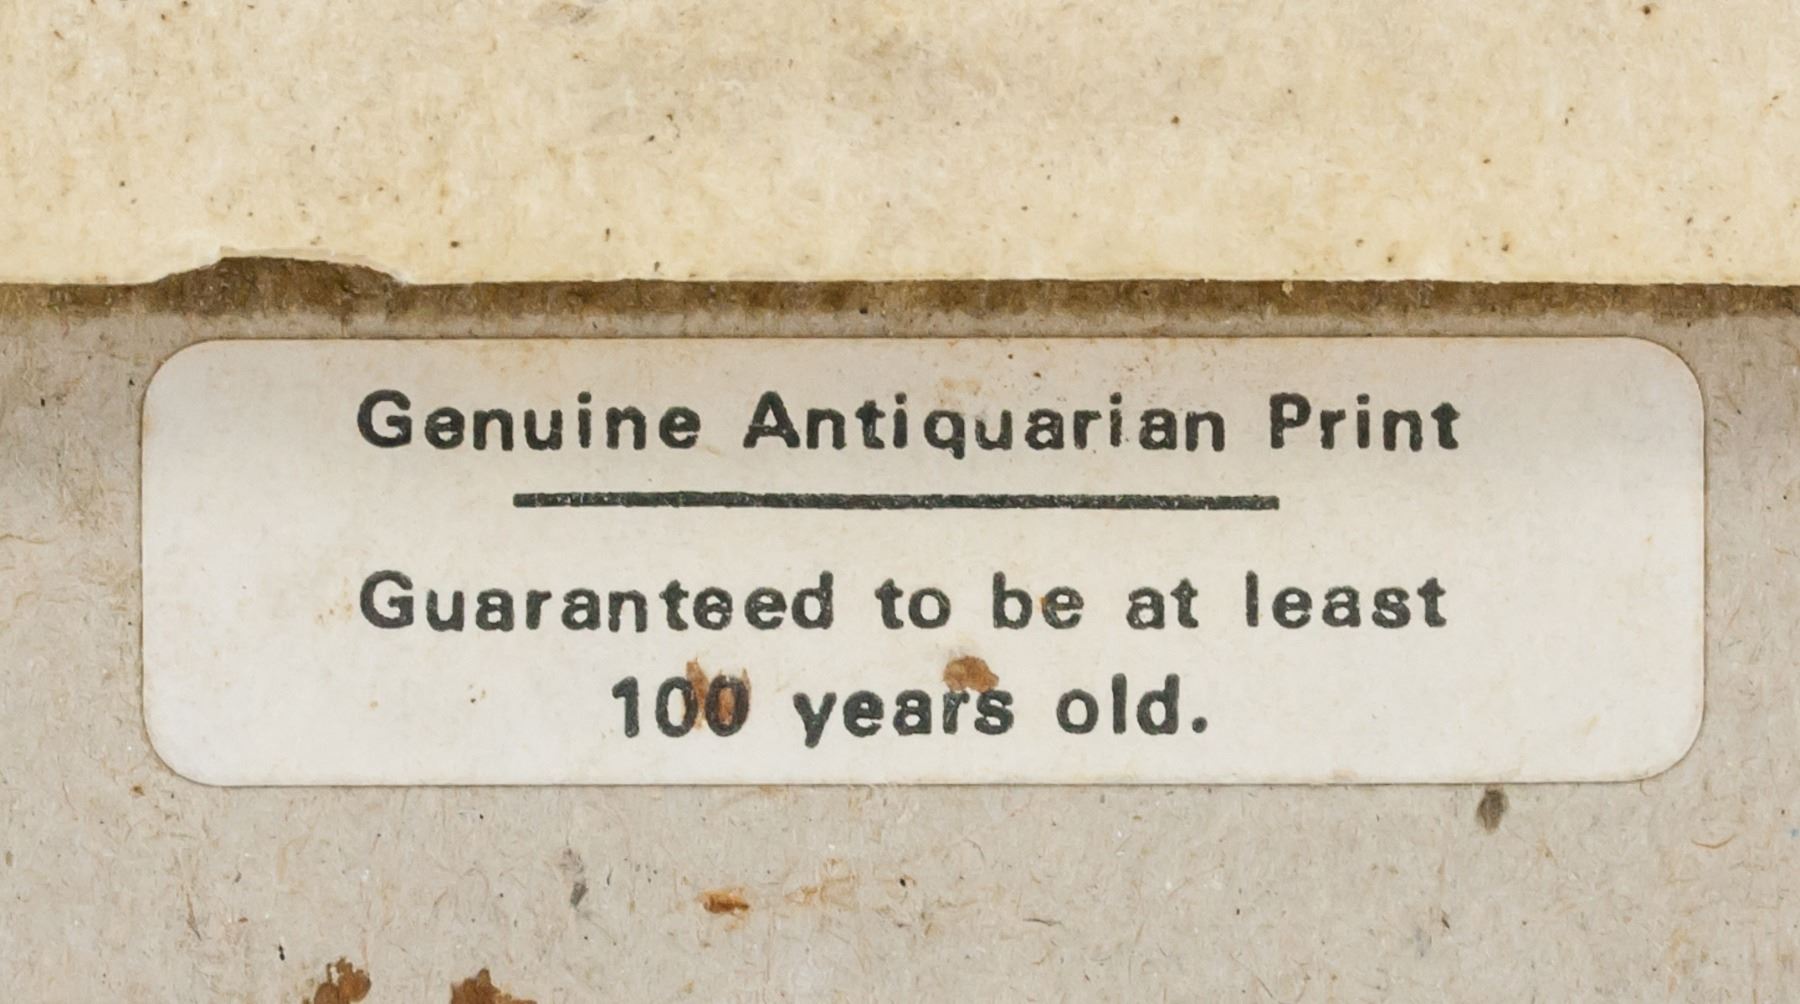 Genuine Antiquarian Print
Guaranteed to be at least
100 years old.